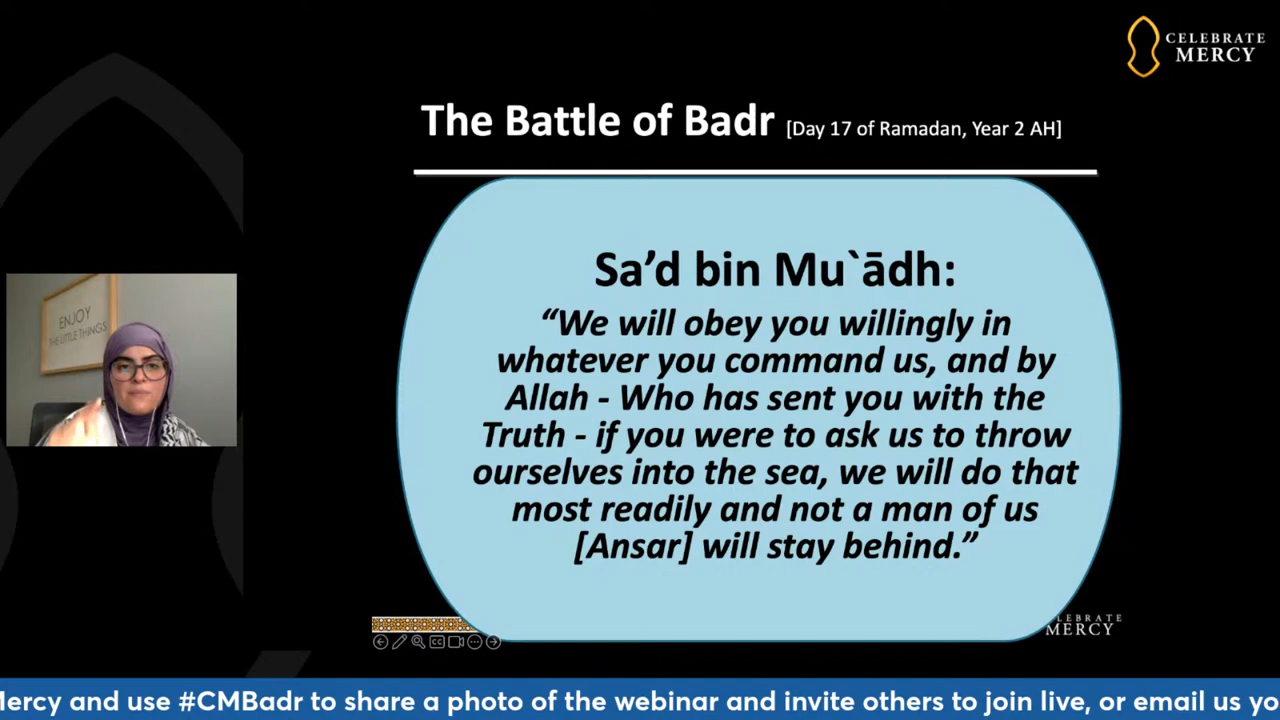 CELEBRATE
MERCY
The Battle of Badr [Day 17 of Ramadan, Year 2 AH]
Sa’d bin Mu`ādh:
“We will obey you willingly in
whatever you command us, and by
Allah - Who has sent you with the
Truth - if you were to ask us to throw
ourselves into the sea, we will do that
most readily and not a man of us
[Ansar] will stay behind.”
ENJOY
THE LITTLE THINGS
CC
MERCY
Mercy and use #CMBadr to share a photo of the webinar and invite others to join live, or email us